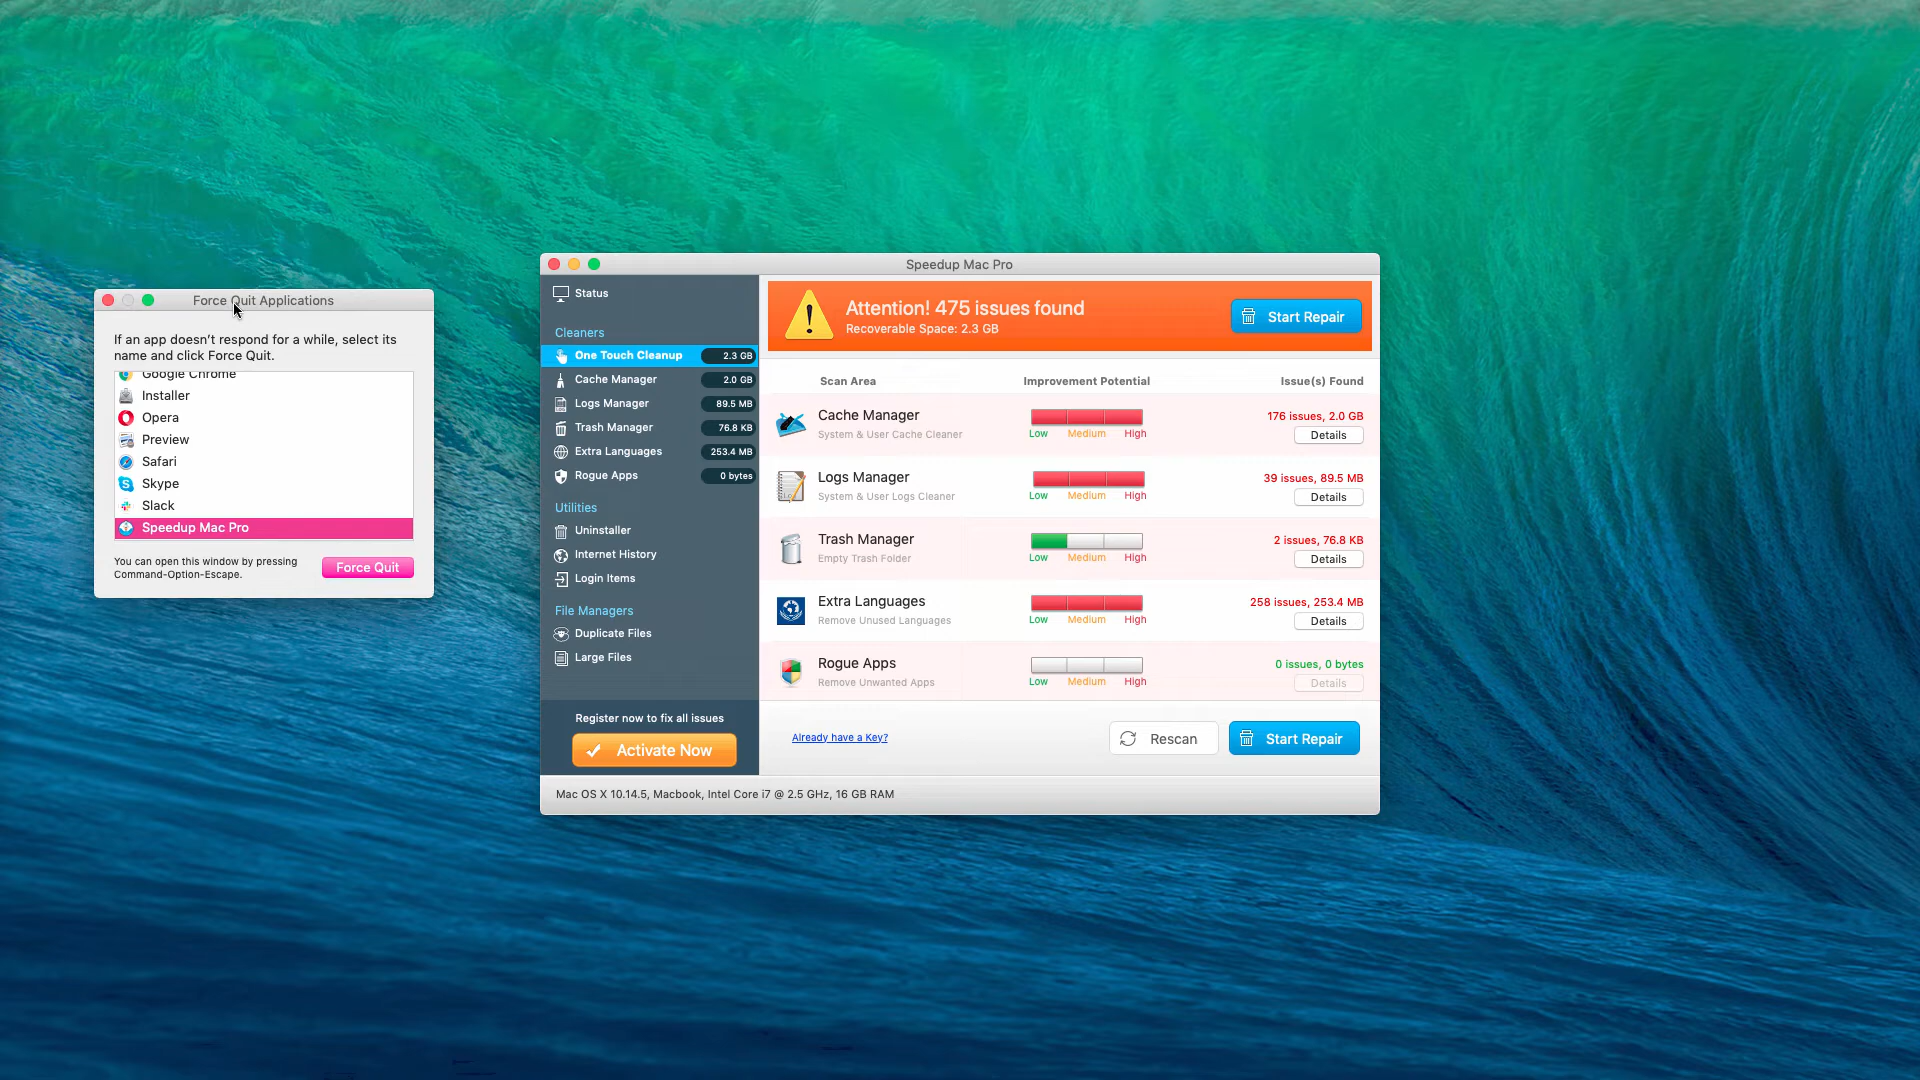 Force Quit Applications
If an app doesn't respond for a while, select its
name and click Force Quit.
Google Chrome
Installer
Opera
Preview
Safari
Skype
Slack
Speedup Mac Pro
You can open this window by pressing
Command-Option-Escape.
Force Quit
Speedup Mac Pro
Status
Cleaners
One Touch Cleanup 2.3 GB
Cache Manager 2.0 GB
Logs Manager 89.5 MB
Trash Manager 76.8 KB
Extra Languages 253.4 MB
Rogue Apps 0 bytes
Utilities
Uninstaller
Internet History
Login Items
File Managers
Duplicate Files
Large Files
Register now to fix all issues
Activate Now
Attention! 475 issues found
Recoverable Space: 2.3 GB
Start Repair
Scan Area Improvement Potential Issue(s) Found
Cache Manager 176 issues, 2.0 GB
System & User Cache Cleaner Low Medium High Details
Logs Manager 39 issues, 89.5 MB
System & User Logs Cleaner Low Medium High Details
Trash Manager 2 issues, 76.8 KB
Empty Trash Folder Low Medium High Details
Extra Languages 258 issues, 253.4 MB
Remove Unused Languages Low Medium High Details
Rogue Apps 0 issues, 0 bytes
Remove Unwanted Apps Low Medium High Details
Already have a Key? Rescan Start Repair
Mac OS X 10.14.5, Macbook, Intel Core i7 @ 2.5 GHz, 16 GB RAM